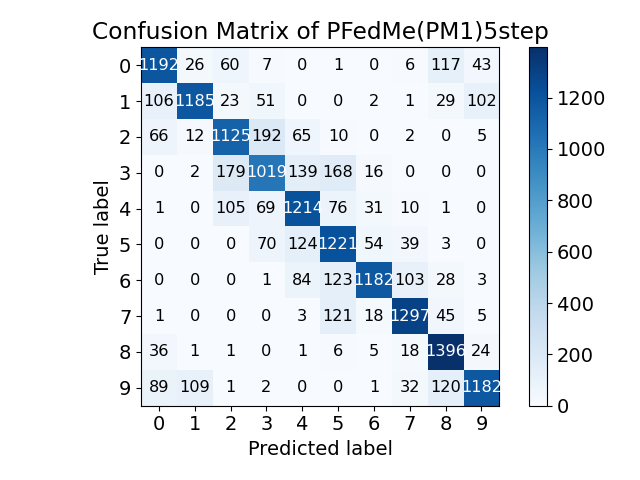 Confusion Matrix of PFedMe(PM1)5step
0 1192 26 60 7 0 1 0 6 117 43
1 106 1185 23 51 0 0 2 1 29 102
2 66 12 1125 192 65 10 0 2 0 5
3 0 2 179 1019 139 168 16 0 0 0
4 1 0 105 69 1214 76 31 10 1 0
5 0 0 0 70 124 1221 54 39 3 0
6 0 0 0 1 84 123 1182 103 28 3
7 1 0 0 0 3 121 18 1297 45 5
8 36 1 1 0 1 6 5 18 1396 24
9 89 109 1 2 0 0 1 32 120 1182
0 1 2 3 4 5 6 7 8 9
Predicted label
True label
1200
1000
800
600
400
200
0